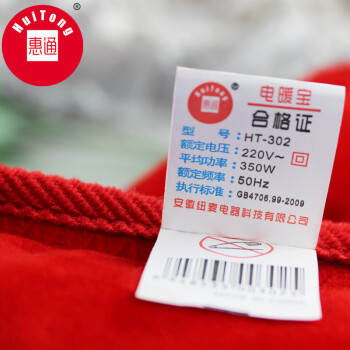 HuiTong
惠通
®
惠通
®
电暖宝
合格证
型 号：HT-302
额定电压：220V～
平均功率：350W
额定频率：50Hz
执行标准：GB4706.99-2009
安徽纽麦电器科技有限公司